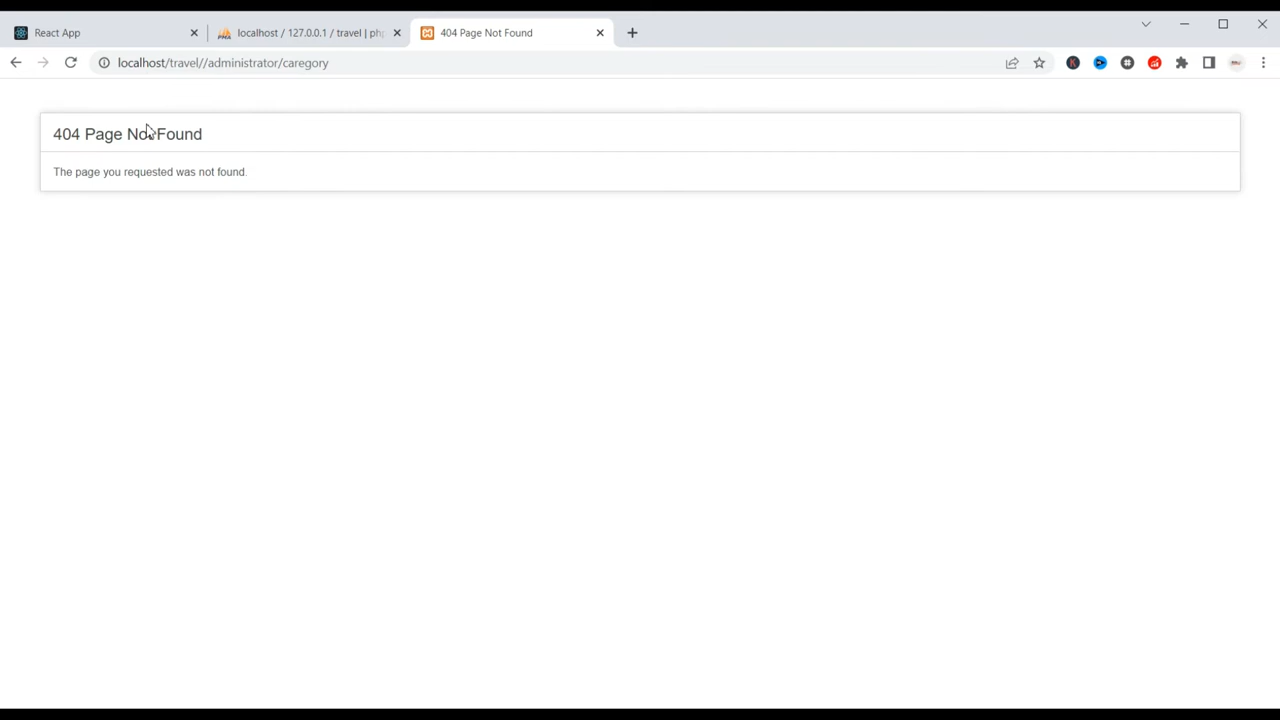 React App
localhost / 127.0.0.1 / travel | ph
404 Page Not Found
localhost/travel//administrator/caregory
404 Page Not Found
The page you requested was not found.